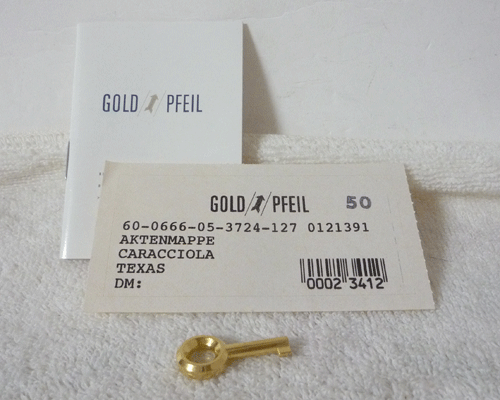 GOLD PFEIL
GOLD PFEIL 50
60-0666-05-3724-127 0121391
AKTENMAPPE
CARACCIOLA
TEXAS
DM:
0002 3412